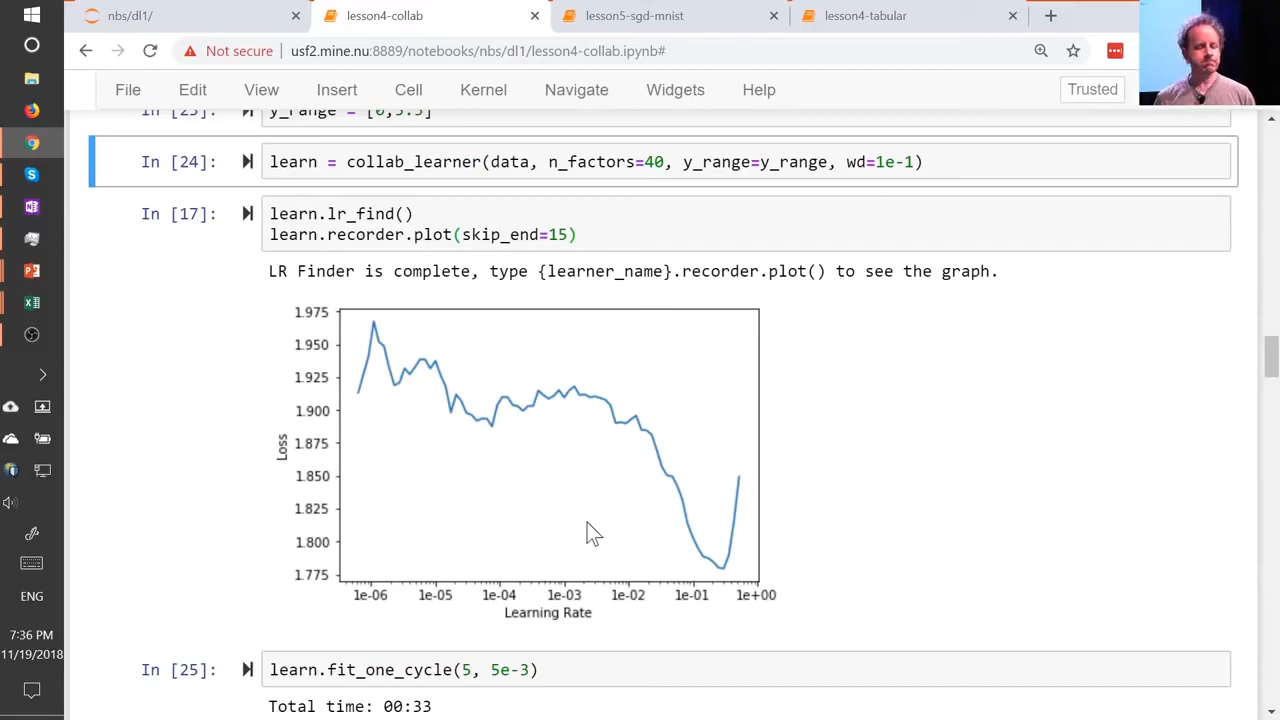 nbs/dl1/
lesson4-collab
lesson5-sgd-mnist
lesson4-tabular
Not secure
usf2.mine.nu:8889/notebooks/nbs/dl1/lesson4-collab.ipynb#
File Edit View Insert Cell Kernel Navigate Widgets Help
Trusted
In [23]: y_range = [0,5.5]
In [24]: learn = collab_learner(data, n_factors=40, y_range=y_range, wd=1e-1)
In [17]: learn.lr_find()
learn.recorder.plot(skip_end=15)
LR Finder is complete, type {learner_name}.recorder.plot() to see the graph.
1.975
1.950
1.925
1.900
1.875
1.850
1.825
1.800
1.775
Loss
1e-06 1e-05 1e-04 1e-03 1e-02 1e-01 1e+00
Learning Rate
In [25]: learn.fit_one_cycle(5, 5e-3)
Total time: 00:33
ENG
7:36 PM
11/19/2018